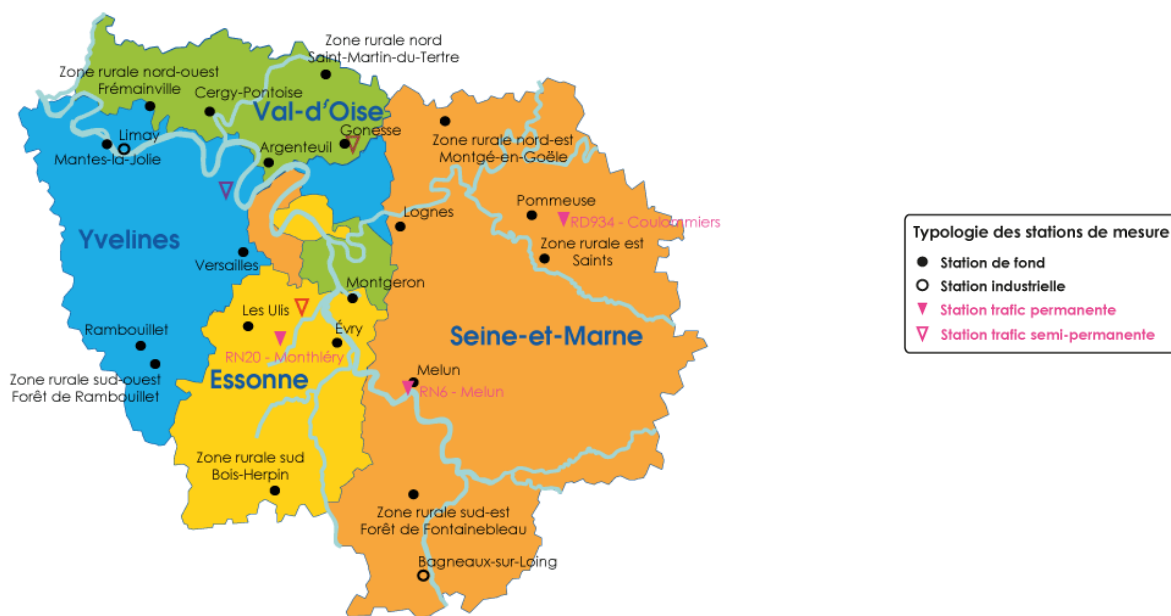 Zone rurale nord
Saint-Martin-du-Tertre
Zone rurale nord-ouest
Frémainville
Cergy-Pontoise
Val-d'Oise
Gonesse
Limay
Mantes-la-Jolie
Argenteuil
Zone rurale nord-est
Montgé-en-Goële
Pommeuse
RD934 - Coulommiers
Lognes
Zone rurale est
Saints
Yvelines
Versailles
Montgeron
Les Ulis
Évry
Rambouillet
RN20 - Monthléry
Seine-et-Marne
Zone rurale sud-ouest
Forêt de Rambouillet
Essonne
Melun
RN6 - Melun
Zone rurale sud
Bois-Herpin
Zone rurale sud-est
Forêt de Fontainebleau
Bagneaux-sur-Loing
Typologie des stations de mesure
Station de fond
Station industrielle
Station trafic permanente
Station trafic semi-permanente